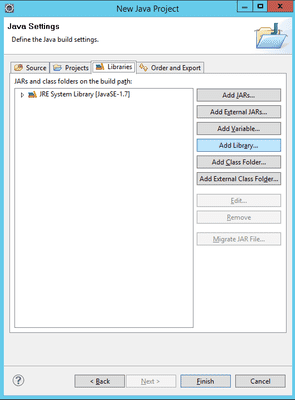 New Java Project
Java Settings
Define the Java build settings.
Source
Projects
Libraries
Order and Export
JARs and class folders on the build path:
JRE System Library [JavaSE-1.7]
Add JARs...
Add External JARs...
Add Variable...
Add Library...
Add Class Folder...
Add External Class Folder...
Edit...
Remove
Migrate JAR File...
?
< Back
Next >
Finish
Cancel